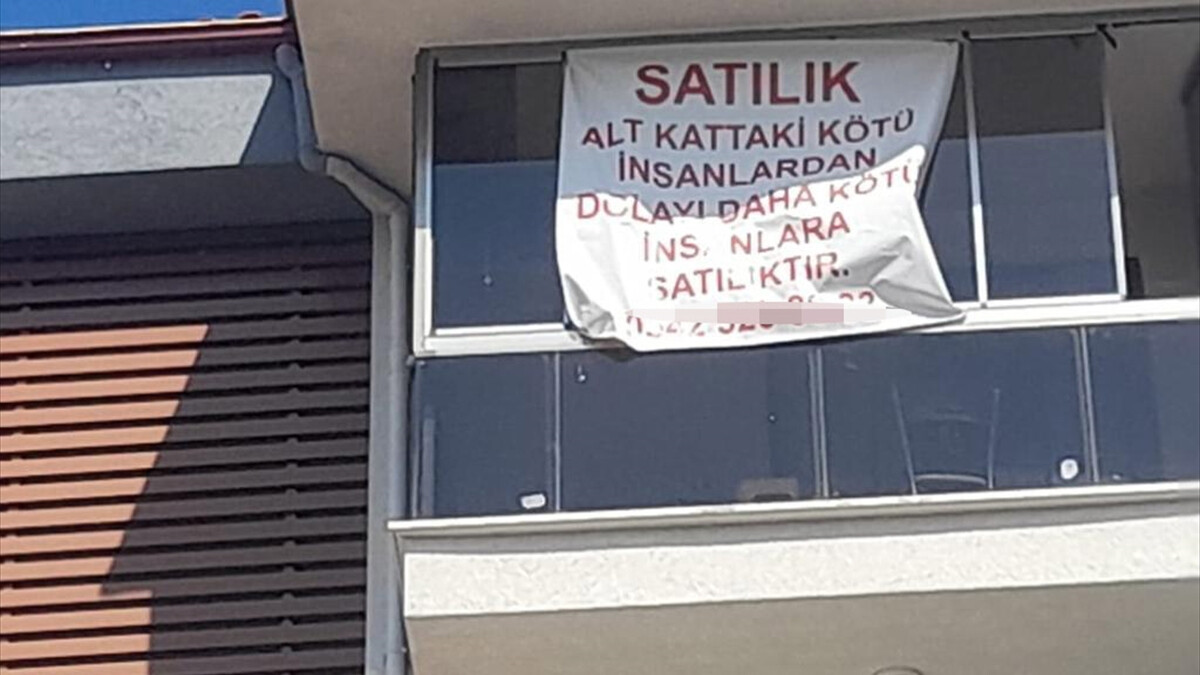 SATILIK
ALT KATTAKİ KÖTÜ
İNSANLARDAN
DOLAYI DAHA KÖTÜ
İNSANLARA
SATILIKTIR.